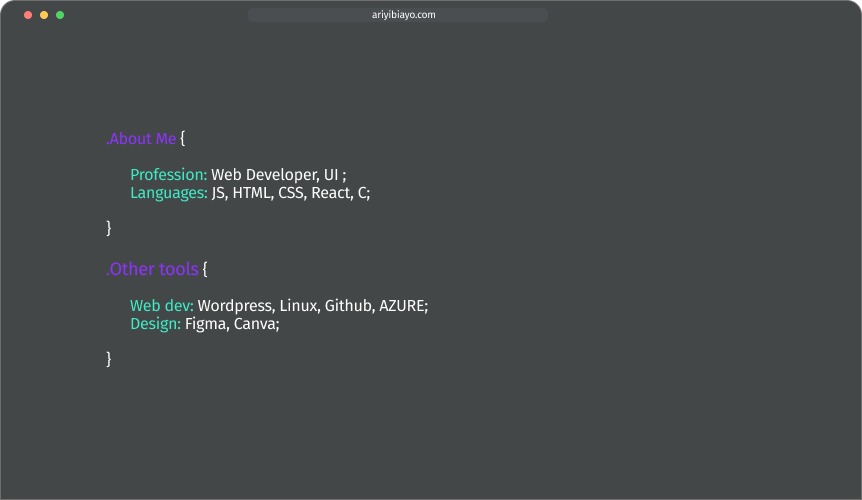 ariyibiayo.com
.About Me {
Profession: Web Developer, UI ;
Languages: JS, HTML, CSS, React, C;
}
.Other tools {
Web dev: Wordpress, Linux, Github, AZURE;
Design: Figma, Canva;
}